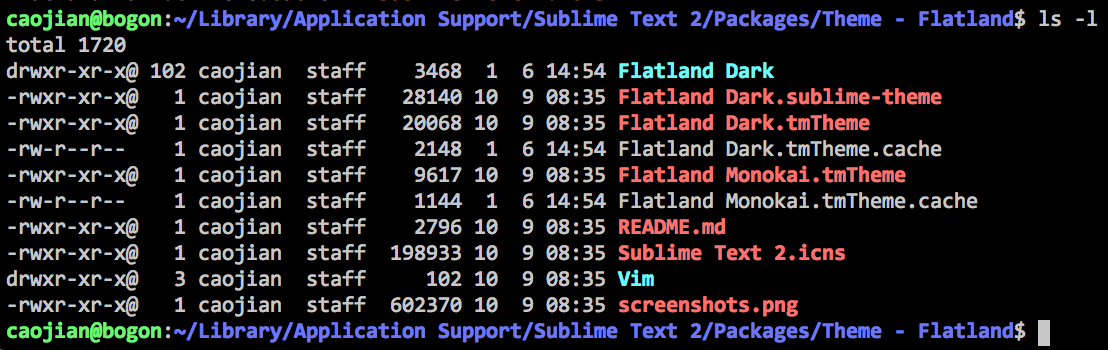 caojian@bogon:~/Library/Application Support/Sublime Text 2/Packages/Theme - Flatland$ ls -l
total 1720
drwxr-xr-x@ 102 caojian  staff    3468  1  6 14:54 Flatland Dark
-rwxr-xr-x@   1 caojian  staff   28140 10  9 08:35 Flatland Dark.sublime-theme
-rwxr-xr-x@   1 caojian  staff   20068 10  9 08:35 Flatland Dark.tmTheme
-rw-r--r--    1 caojian  staff    2148  1  6 14:54 Flatland Dark.tmTheme.cache
-rwxr-xr-x@   1 caojian  staff    9617 10  9 08:35 Flatland Monokai.tmTheme
-rw-r--r--    1 caojian  staff    1144  1  6 14:54 Flatland Monokai.tmTheme.cache
-rwxr-xr-x@   1 caojian  staff    2796 10  9 08:35 README.md
-rwxr-xr-x@   1 caojian  staff  198933 10  9 08:35 Sublime Text 2.icns
drwxr-xr-x@   3 caojian  staff     102 10  9 08:35 Vim
-rwxr-xr-x@   1 caojian  staff  602370 10  9 08:35 screenshots.png
caojian@bogon:~/Library/Application Support/Sublime Text 2/Packages/Theme - Flatland$